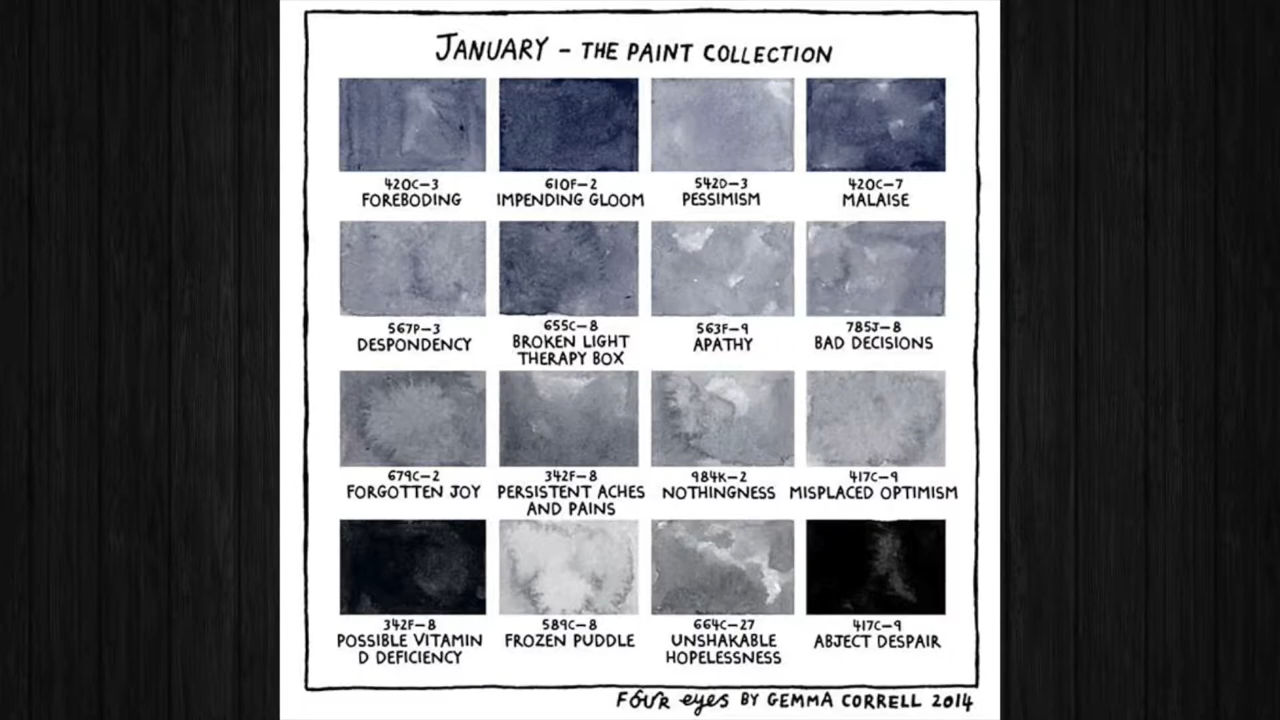 JANUARY – THE PAINT COLLECTION
420C–3
FOREBODING
610F–2
IMPENDING GLOOM
542D–3
PESSIMISM
420C–7
MALAISE
567P–3
DESPONDENCY
655C–8
BROKEN LIGHT
THERAPY BOX
563F–9
APATHY
785J–8
BAD DECISIONS
679C–2
FORGOTTEN JOY
342F–8
PERSISTENT ACHES
AND PAINS
984K–2
NOTHINGNESS
417C–9
MISPLACED OPTIMISM
342F–8
POSSIBLE VITAMIN
D DEFICIENCY
589C–8
FROZEN PUDDLE
664C–27
UNSHAKABLE
HOPELESSNESS
417C–9
ABJECT DESPAIR
FOUR eyes BY GEMMA CORRELL 2014